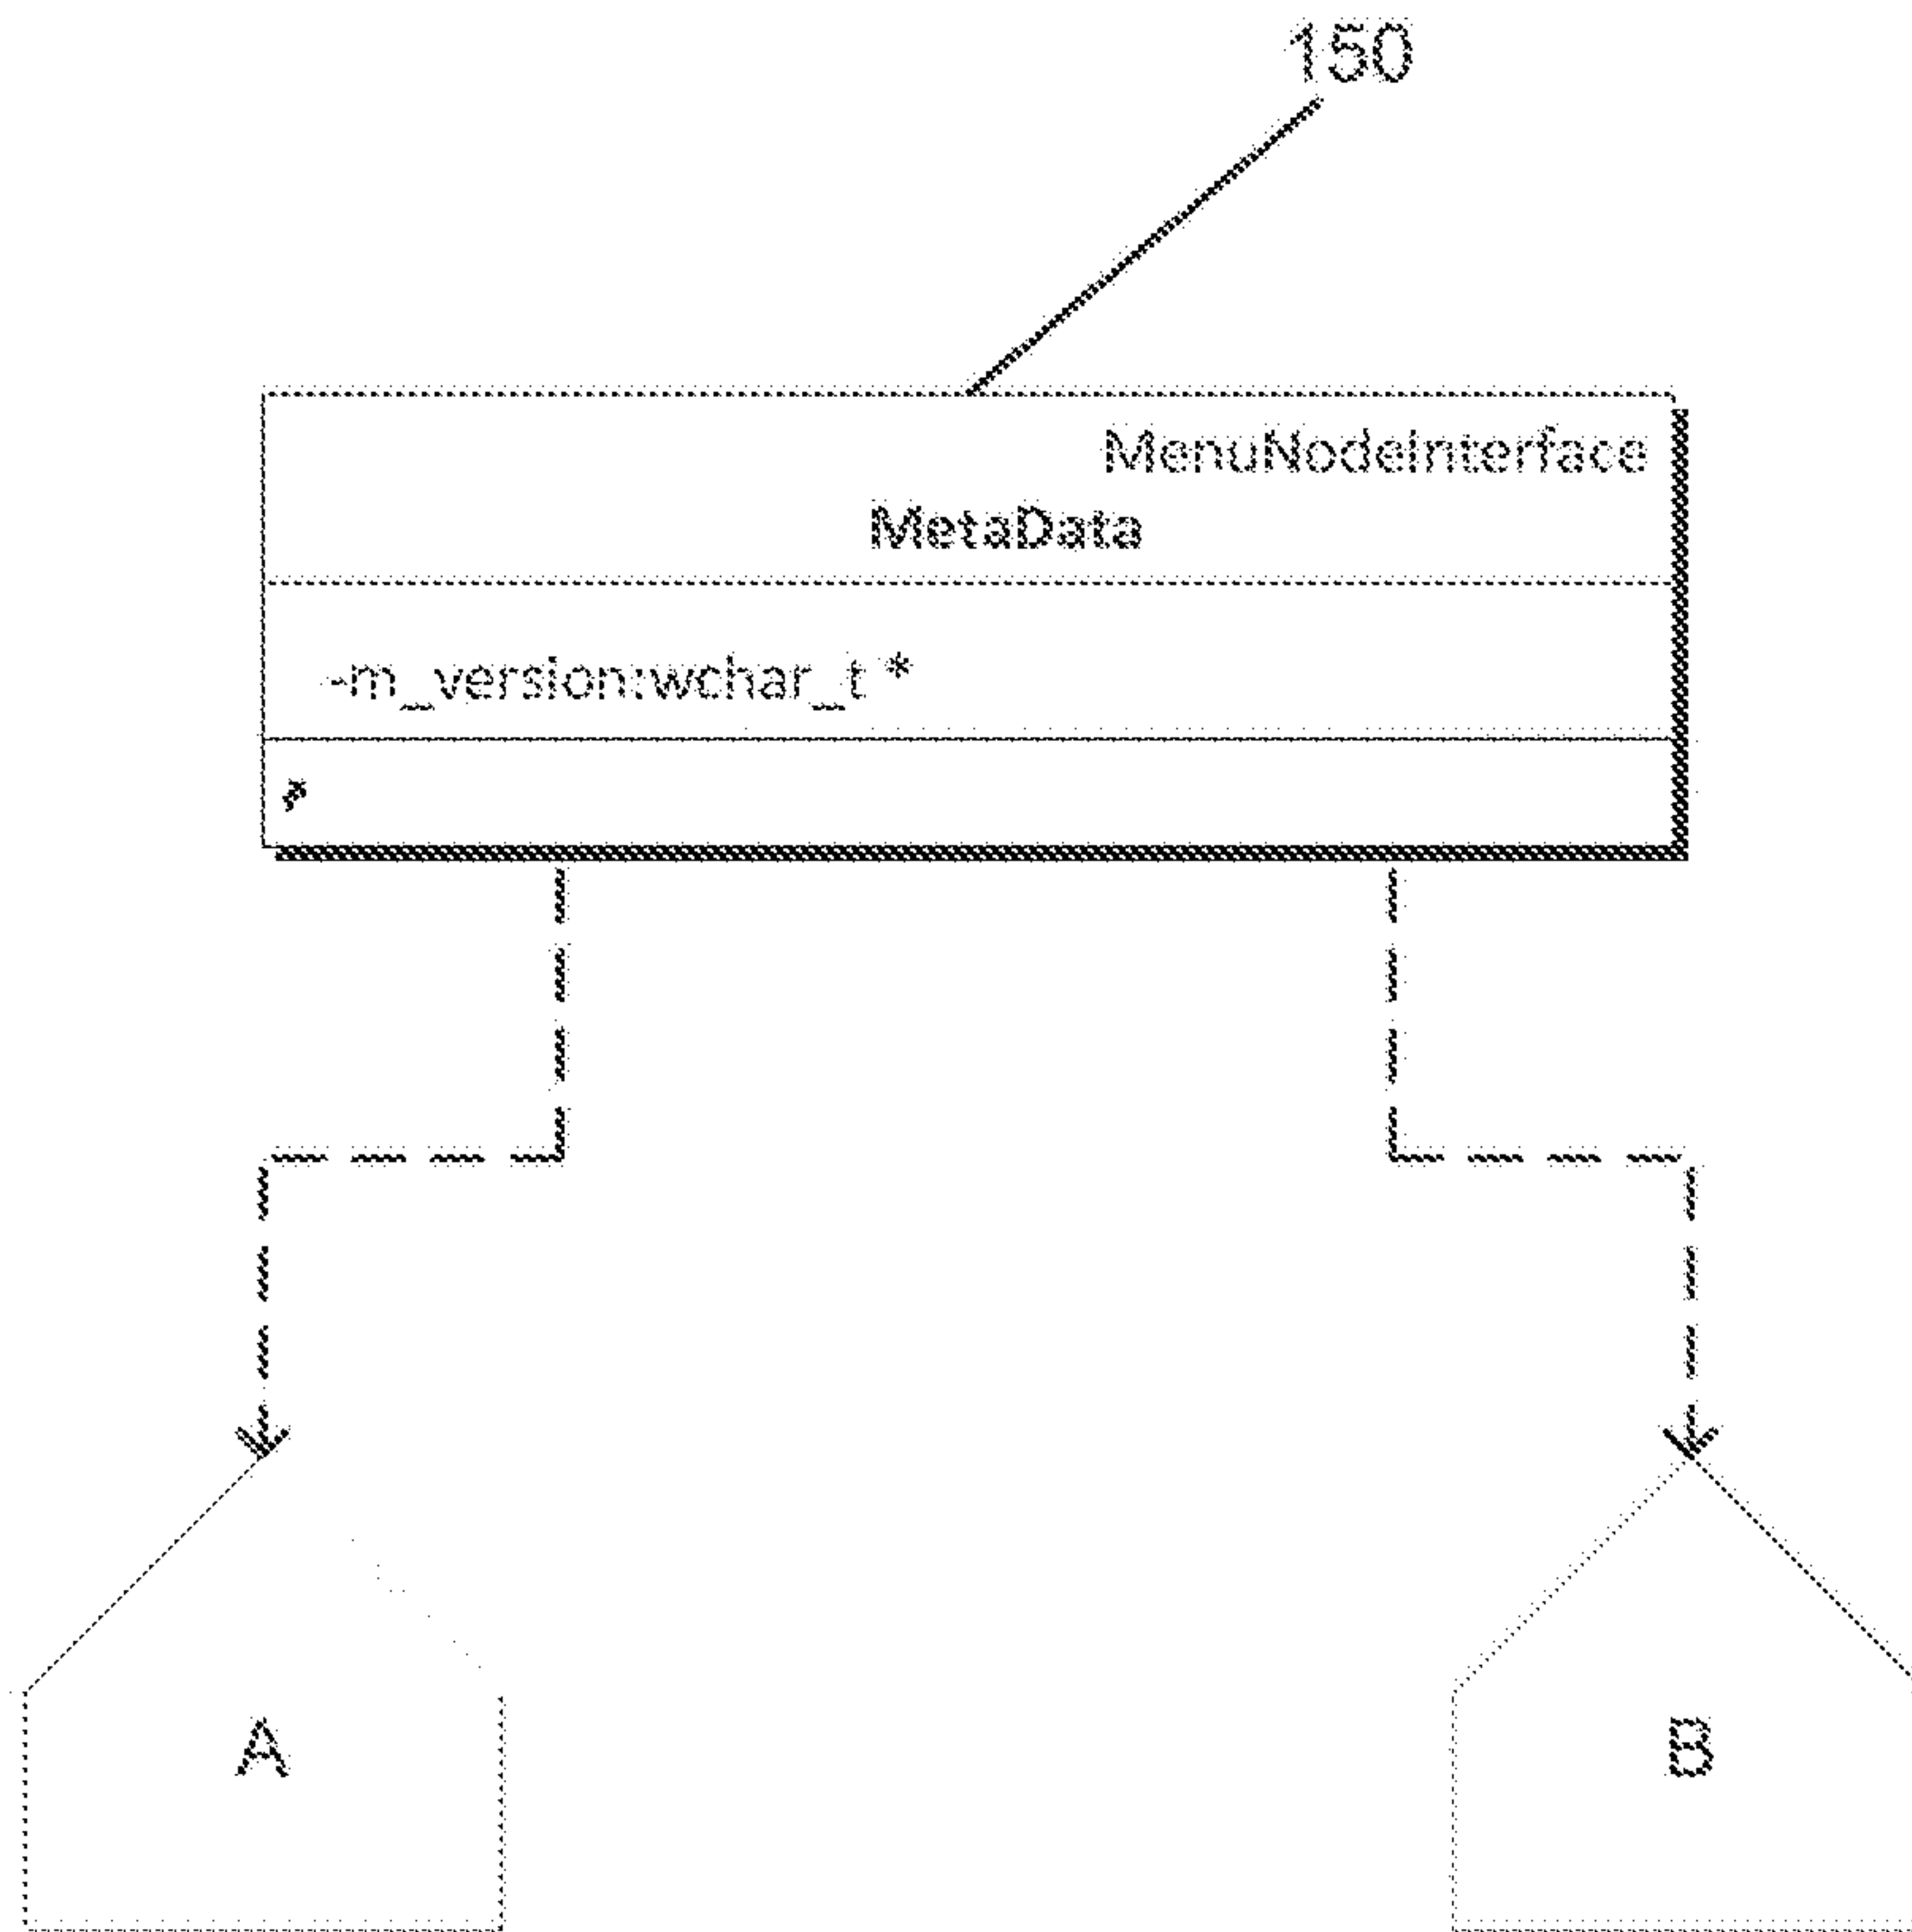 150
MenuNodeInterface
MetaData
-m_version:wchar_t *
A
B